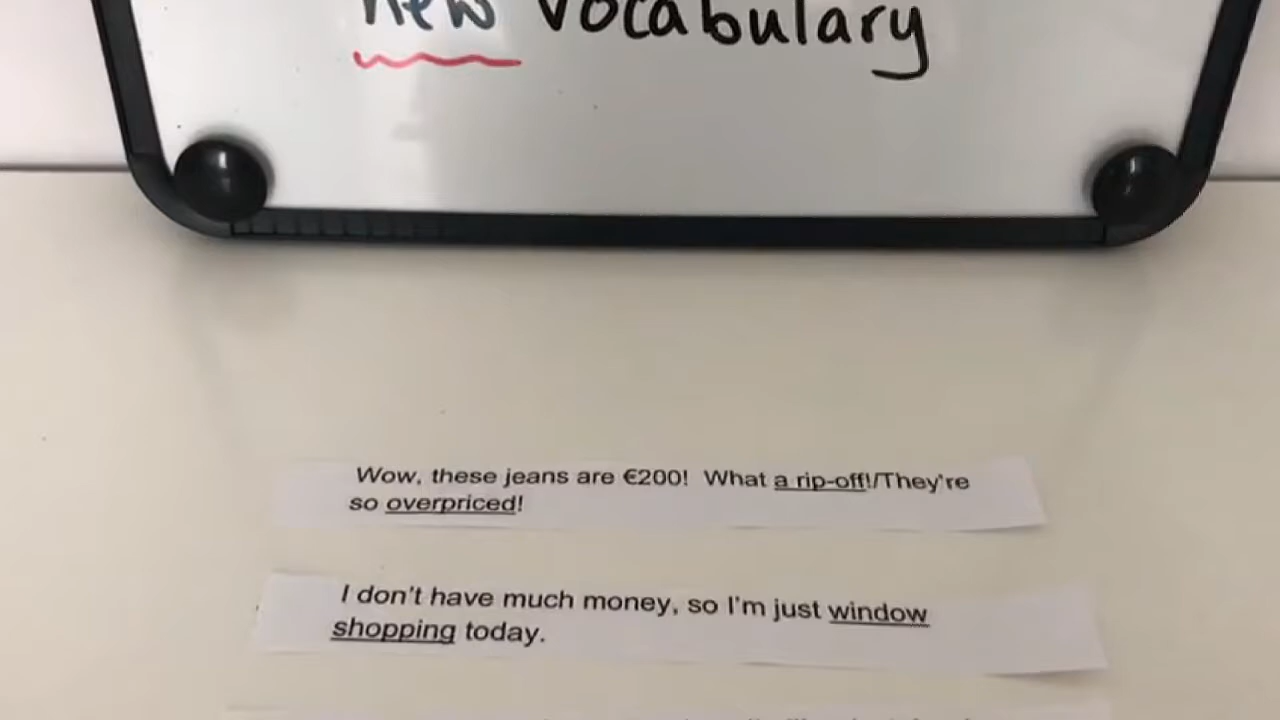 new vocabulary
Wow, these jeans are €200! What a rip-off!/They're
so overpriced!
I don't have much money, so I'm just window
shopping today.